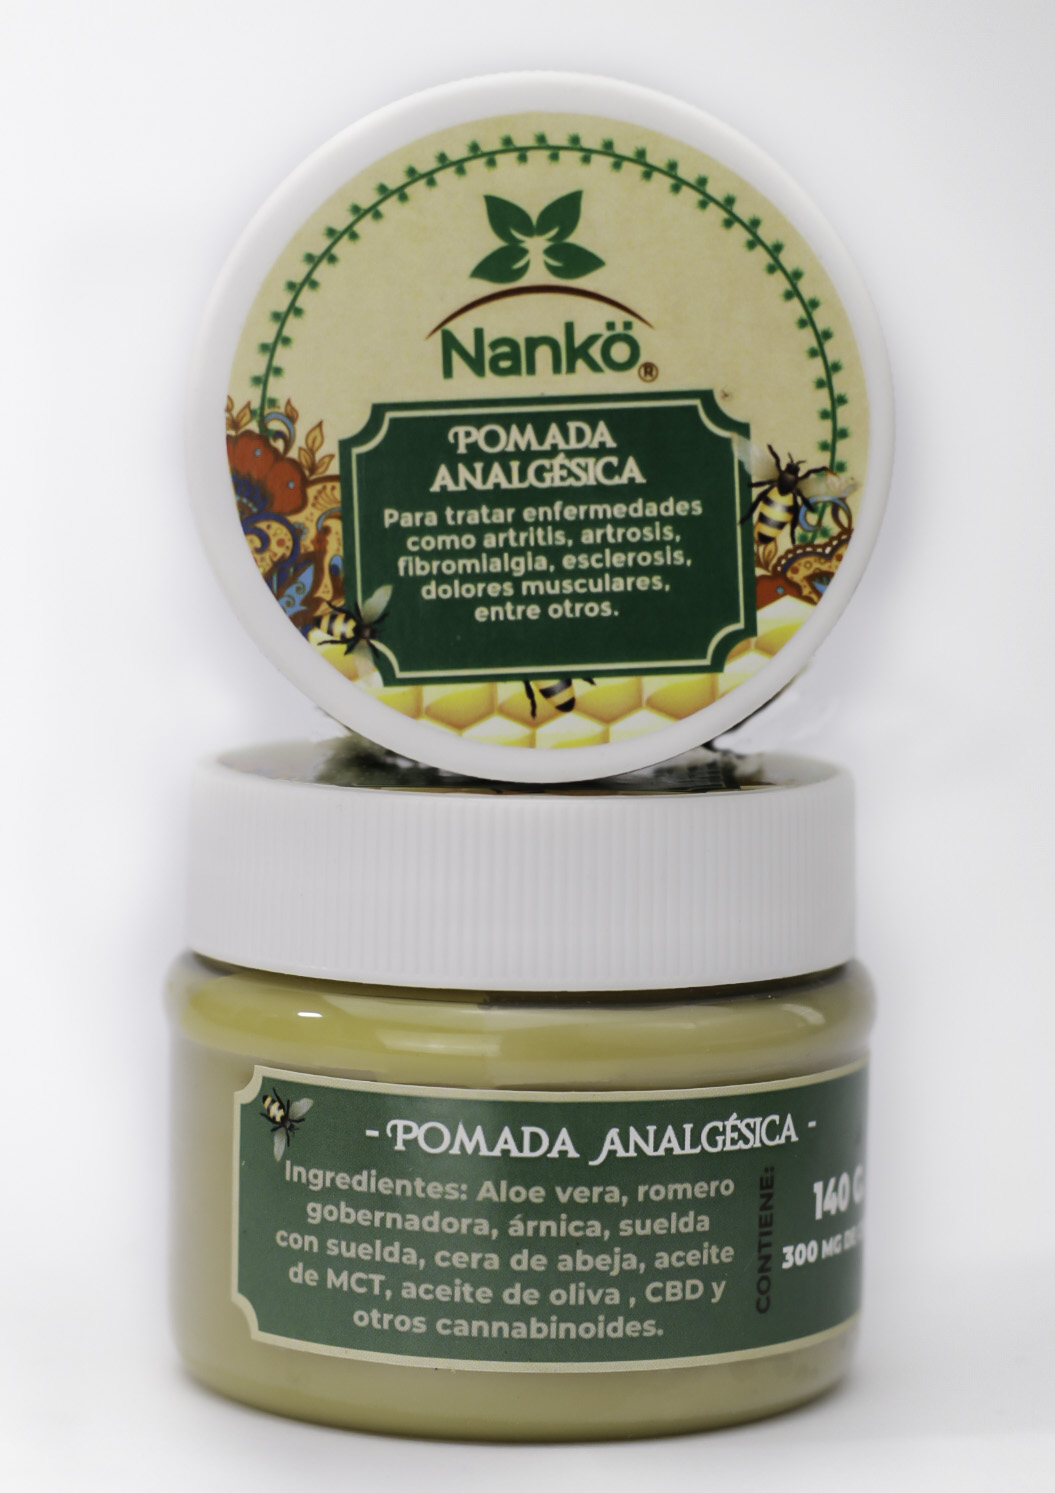 Nankö®
POMADA
ANALGÉSICA
Para tratar enfermedades
como artritis, artrosis,
fibromialgia, esclerosis,
dolores musculares,
entre otros.
- POMADA ANALGÉSICA -
Ingredientes: Aloe vera, romero
gobernadora, árnica, suelda
con suelda, cera de abeja, aceite
de MCT, aceite de oliva , CBD y
otros cannabinoides.
CONTIENE:
140
300 MG DE